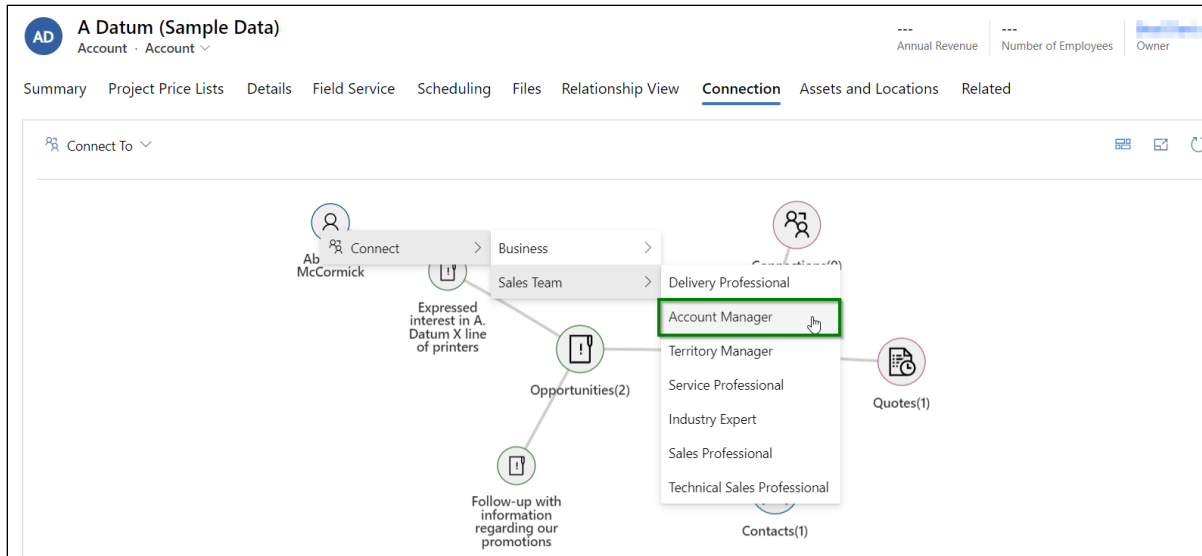 AD
A Datum (Sample Data)
Account · Account
---
Annual Revenue
---
Number of Employees
Owner
Summary Project Price Lists Details Field Service Scheduling Files Relationship View Connection Assets and Locations Related
Connect To
Connect
Business
Sales Team
Delivery Professional
Account Manager
Territory Manager
Service Professional
Industry Expert
Sales Professional
Technical Sales Professional
McCormick
Expressed
interest in A.
Datum X line
of printers
Opportunities(2)
Quotes(1)
Follow-up with
information
regarding our
promotions
Contacts(1)